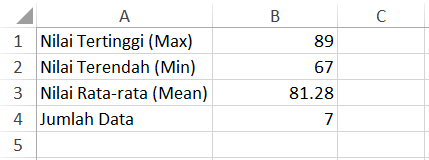 A B C
1 Nilai Tertinggi (Max) 89
2 Nilai Terendah (Min) 67
3 Nilai Rata-rata (Mean) 81.28
4 Jumlah Data 7
5